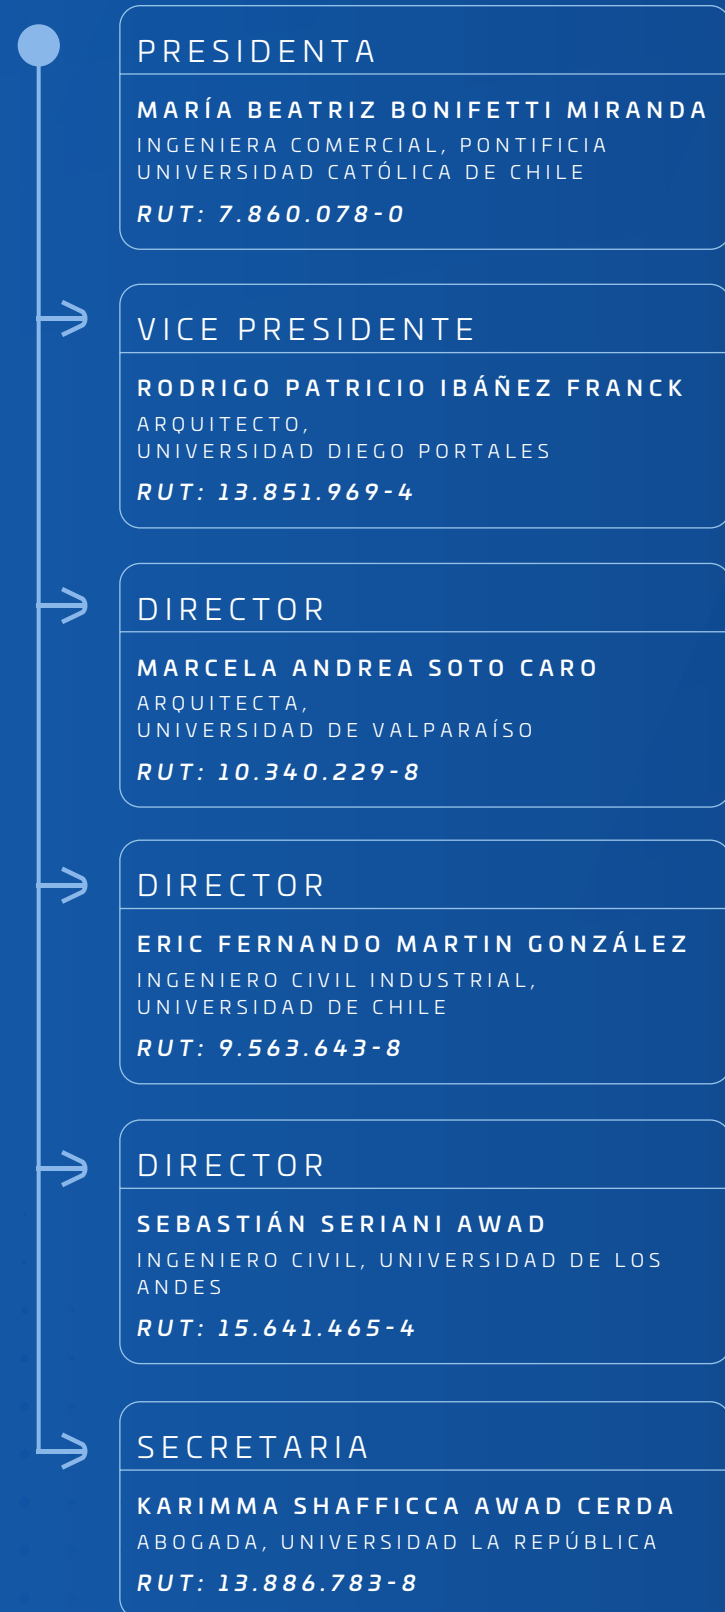 PRESIDENTA
MARÍA BEATRIZ BONIFETTI MIRANDA
INGENIERA COMERCIAL, PONTIFICIA
UNIVERSIDAD CATÓLICA DE CHILE
RUT: 7.860.078-0
VICE PRESIDENTE
RODRIGO PATRICIO IBÁÑEZ FRANCK
ARQUITECTO,
UNIVERSIDAD DIEGO PORTALES
RUT: 13.851.969-4
DIRECTOR
MARCELA ANDREA SOTO CARO
ARQUITECTA,
UNIVERSIDAD DE VALPARAÍSO
RUT: 10.340.229-8
DIRECTOR
ERIC FERNANDO MARTIN GONZÁLEZ
INGENIERO CIVIL INDUSTRIAL,
UNIVERSIDAD DE CHILE
RUT: 9.563.643-8
DIRECTOR
SEBASTIÁN SERIANI AWAD
INGENIERO CIVIL, UNIVERSIDAD DE LOS
ANDES
RUT: 15.641.465-4
SECRETARIA
KARIMMA SHAFFICCA AWAD CERDA
ABOGADA, UNIVERSIDAD LA REPÚBLICA
RUT: 13.886.783-8